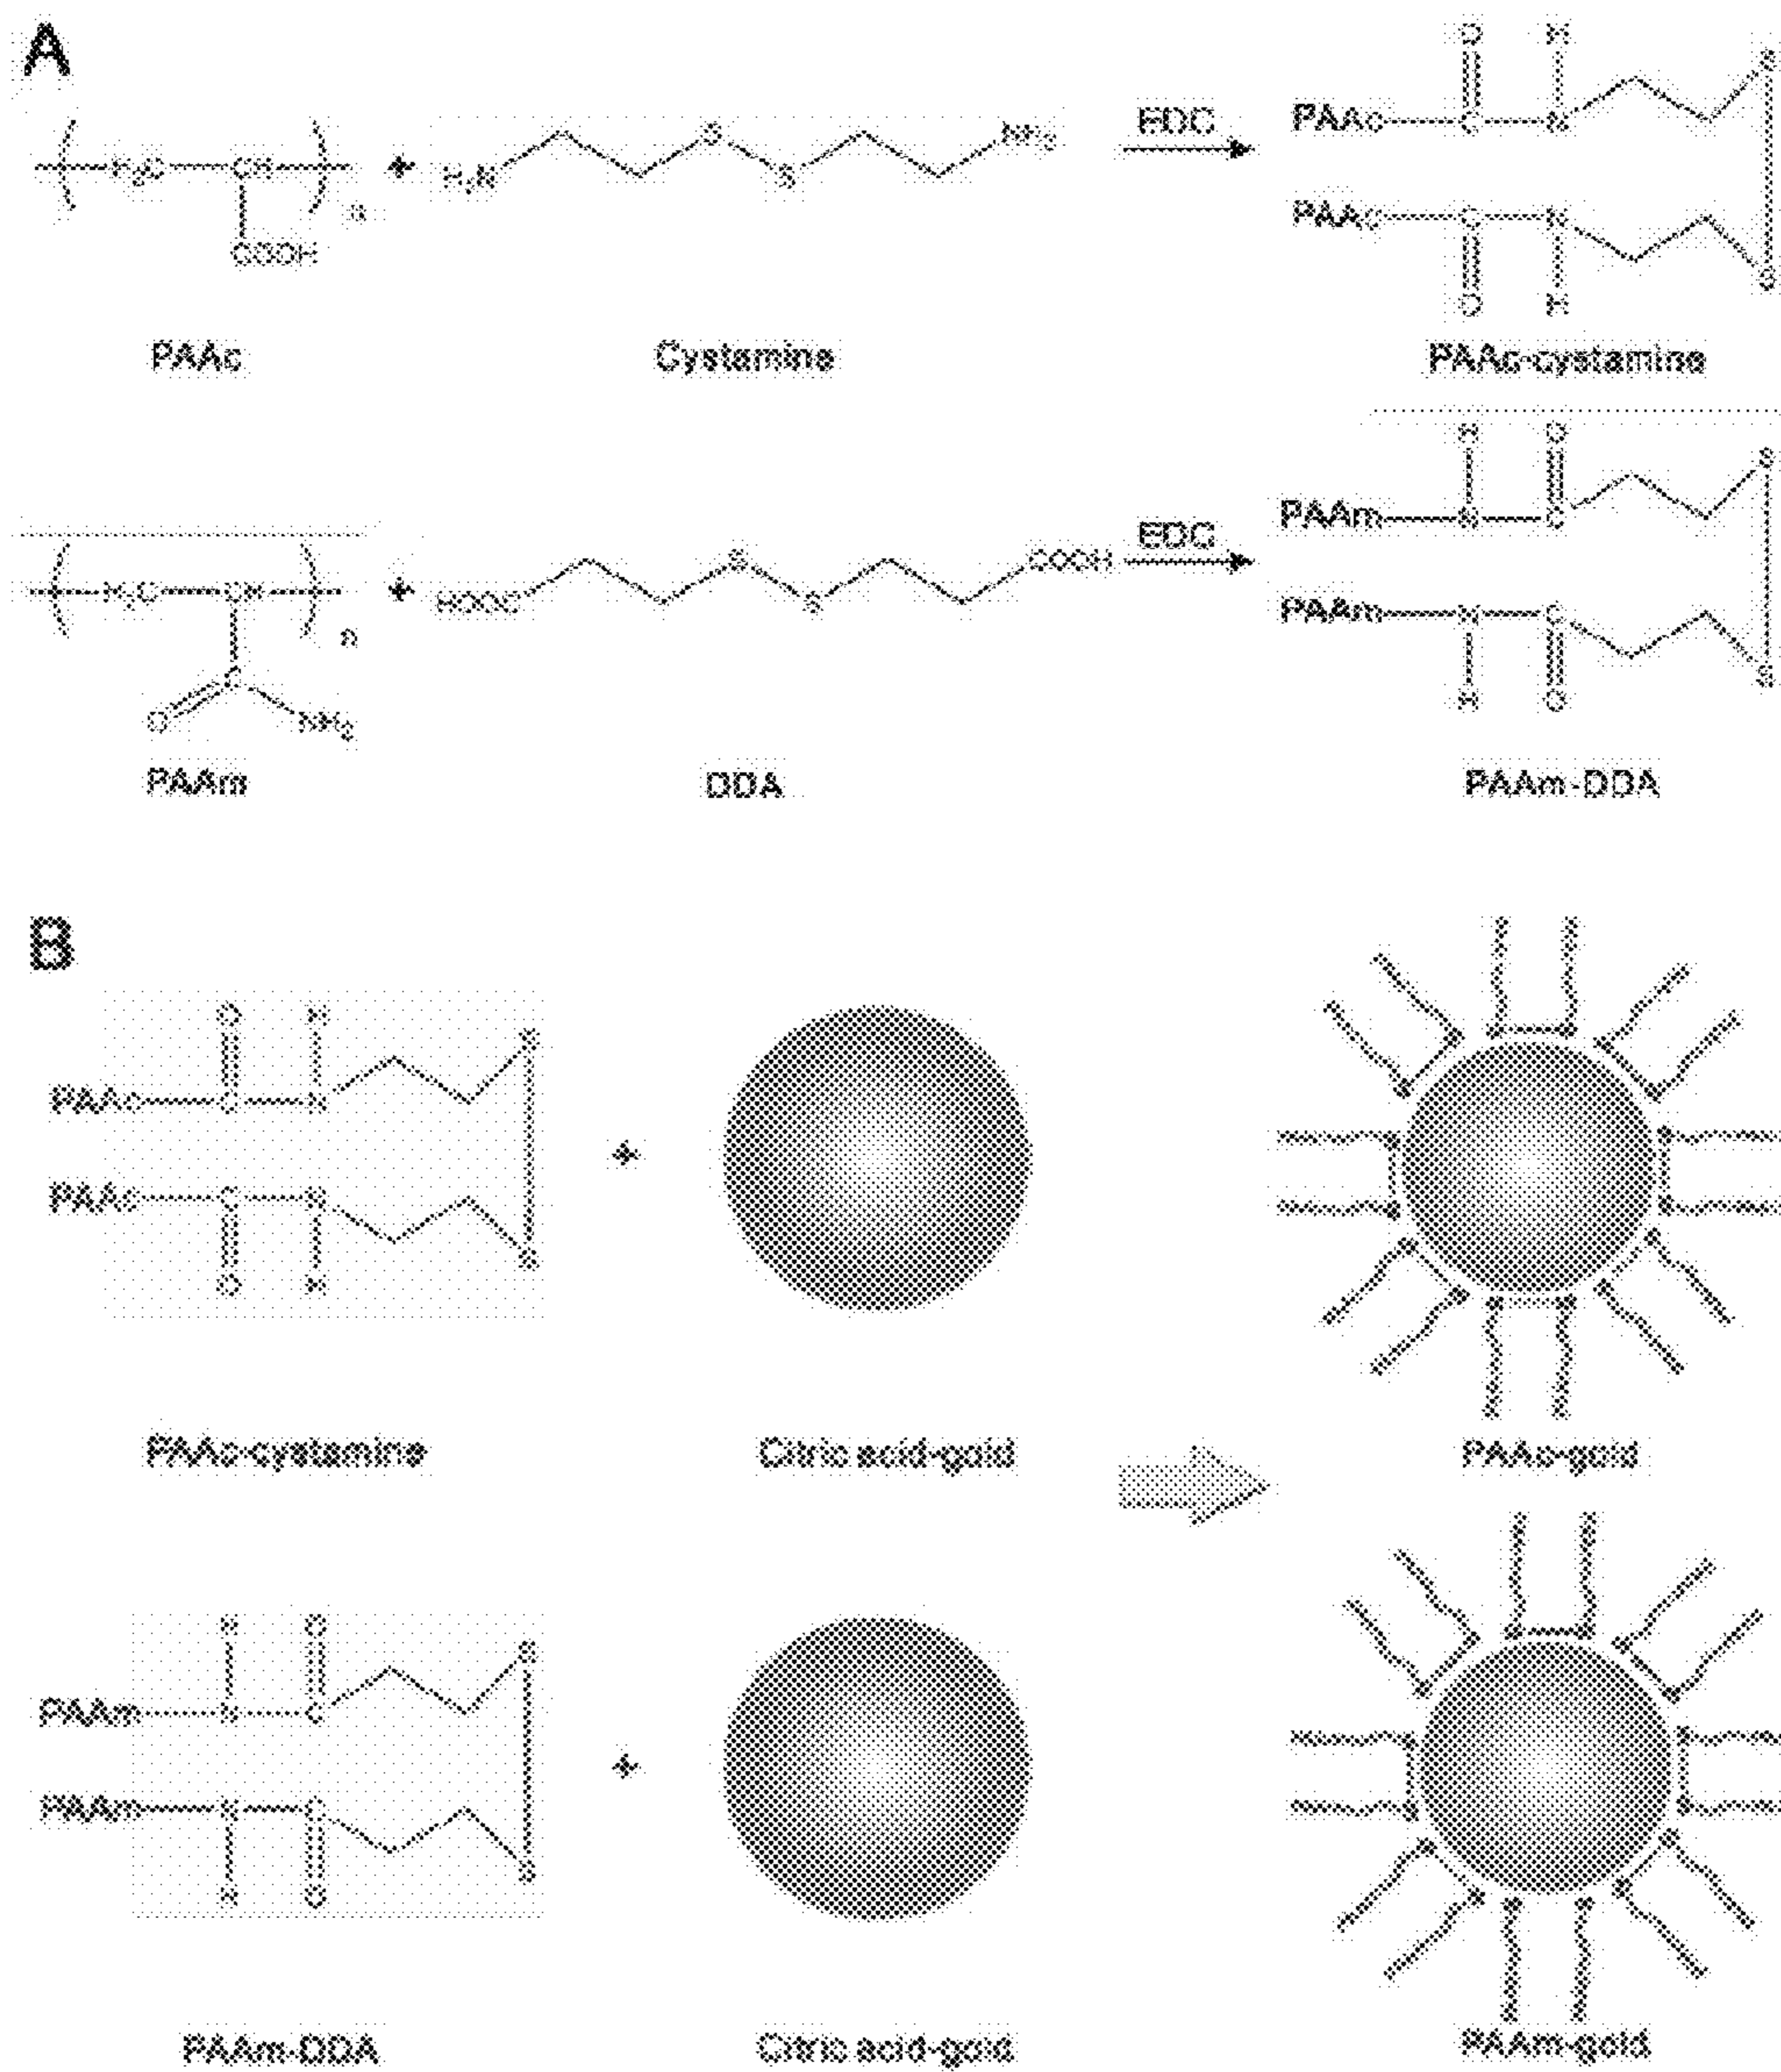 A
O H
PAAc C N S
( H2C CH )n + H2N S S NH2 EDC
COOH
PAAc C N S
O H
PAAc Cystamine PAAc-cystamine
H O
PAAm N C S
( H2C CH )n + HOOC S S COOH EDC
PAAm N C S
C
O NH2
H O
PAAm DDA PAAm-DDA
B
O H
S
PAAc C N
+
PAAc C N
S
O H
PAAc-cystamine Citric acid-gold PAAc-gold
H O
S
PAAm N C
+
PAAm N C
S
H O
PAAm-DDA Citric acid-gold PAAm-gold